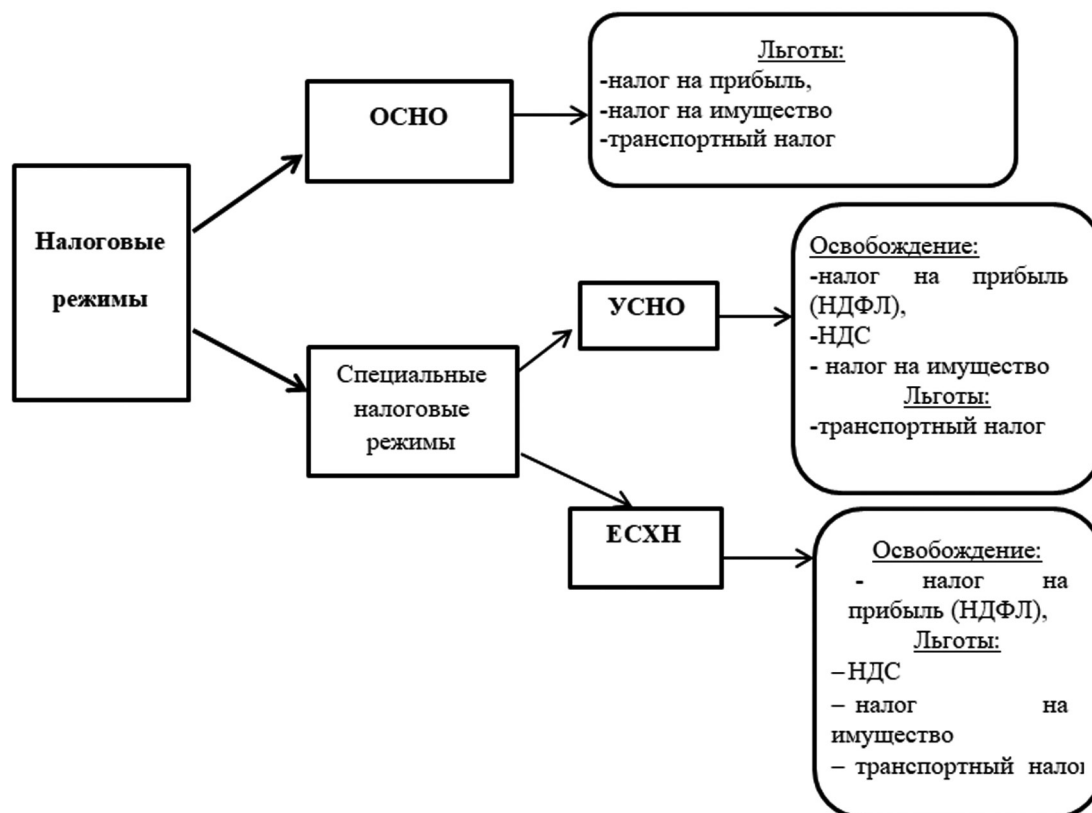 Льготы:
-налог на прибыль,
-налог на имущество
-транспортный налог
ОСНО
Налоговые
режимы
Освобождение:
-налог на прибыль
(НДФЛ),
-НДС
- налог на имущество
Льготы:
-транспортный налог
УСНО
Специальные
налоговые
режимы
ЕСХН
Освобождение:
- налог на
прибыль (НДФЛ),
Льготы:
–НДС
– налог на
имущество
– транспортный налог